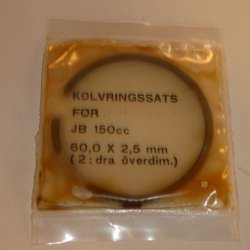 KOLVRINGSSATS
FÖR
JB 150cc
60,0 X 2,5 mm
(2:dra överdim.)